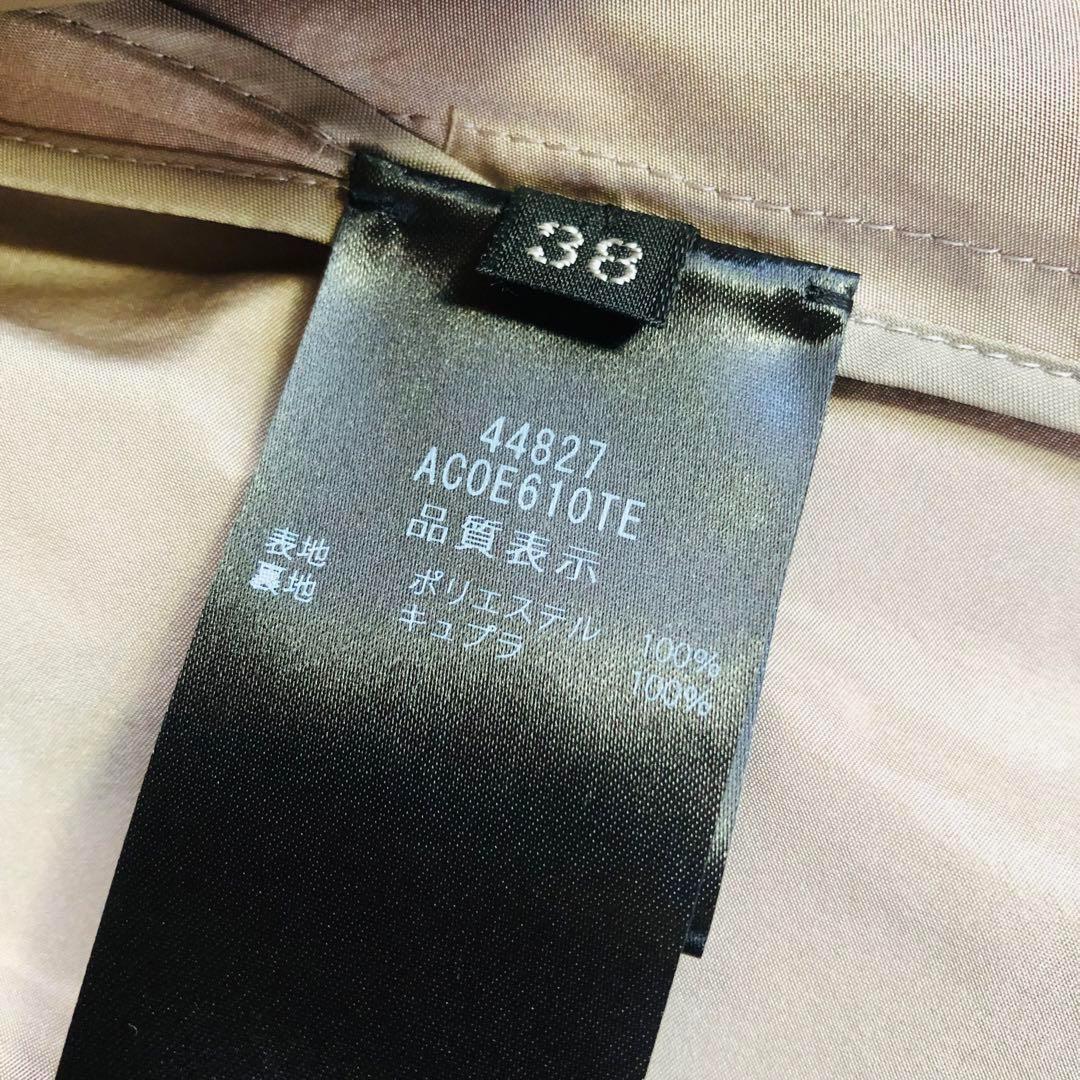 38
44827
ACOE610TE
品質表示
表地 ポリエステル 100%
裏地 キュプラ 100%